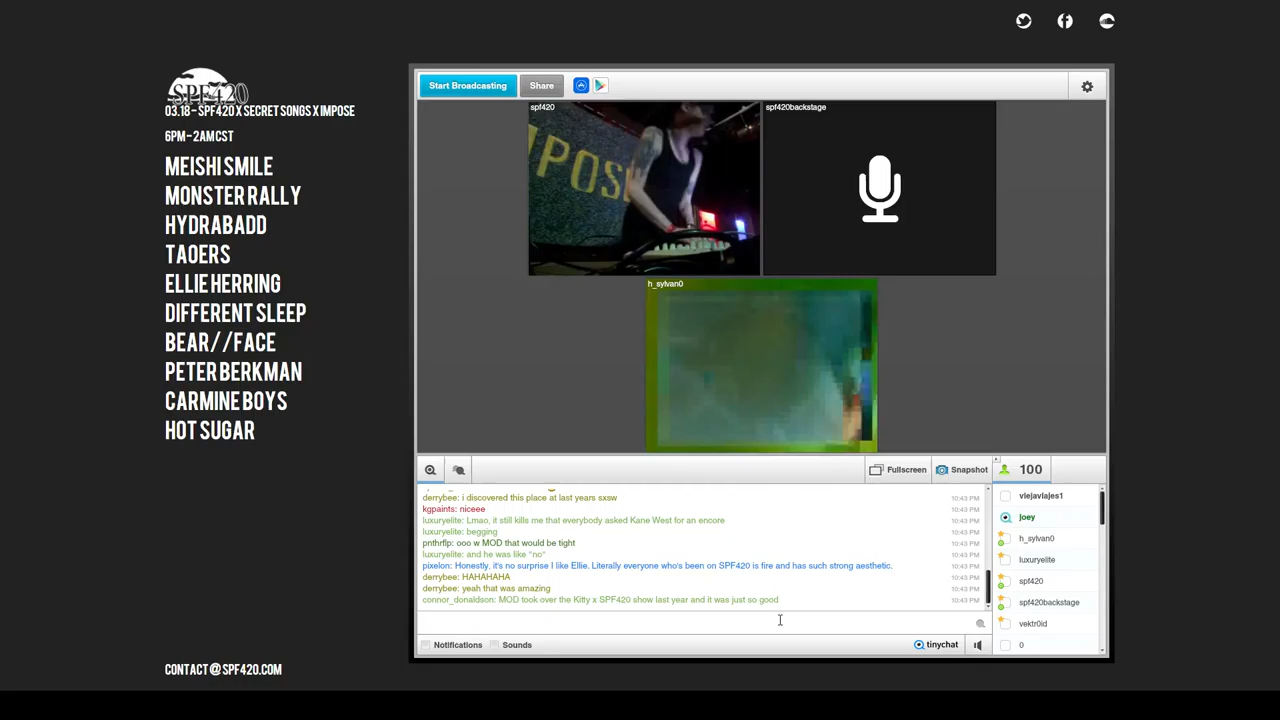 SPF420
03.18 - SPF420 X SECRET SONGS X IMPOSE
6PM-2AM CST
MEISHI SMILE
MONSTER RALLY
HYDRABADD
TAOERS
ELLIE HERRING
DIFFERENT SLEEP
BEAR//FACE
PETER BERKMAN
CARMINE BOYS
HOT SUGAR
CONTACT@SPF420.COM
Start Broadcasting
Share
spf420
MPOSE
spf420backstage
h_sylvan0
Fullscreen
Snapshot
100
derrybee: i discovered this place at last years sxsw 10:43 PM
kgpaints: niceee 10:43 PM
luxuryelite: Lmao, it still kills me that everybody asked Kane West for an encore 10:43 PM
luxuryelite: begging 10:43 PM
pnthrflp: ooo w MOD that would be tight 10:43 PM
luxuryelite: and he was like "no" 10:43 PM
pixelon: Honestly, it's no surprise I like Ellie. Literally everyone who's been on SPF420 is fire and has such strong aesthetic. 10:43 PM
derrybee: HAHAHAHA 10:43 PM
derrybee: yeah that was amazing 10:43 PM
connor_donaldson: MOD took over the Kitty x SPF420 show last year and it was just so good 10:43 PM
Notifications
Sounds
tinychat
viejaviajes1
joey
h_sylvan0
luxuryelite
spf420
spf420backstage
vektr0id
0